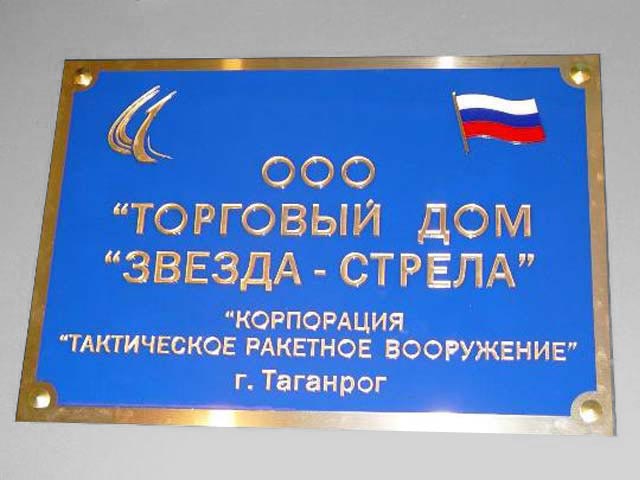 ООО
“ТОРГОВЫЙ ДОМ
“ЗВЕЗДА - СТРЕЛА”
“КОРПОРАЦИЯ
“ТАКТИЧЕСКОЕ РАКЕТНОЕ ВООРУЖЕНИЕ”
г. Таганрог